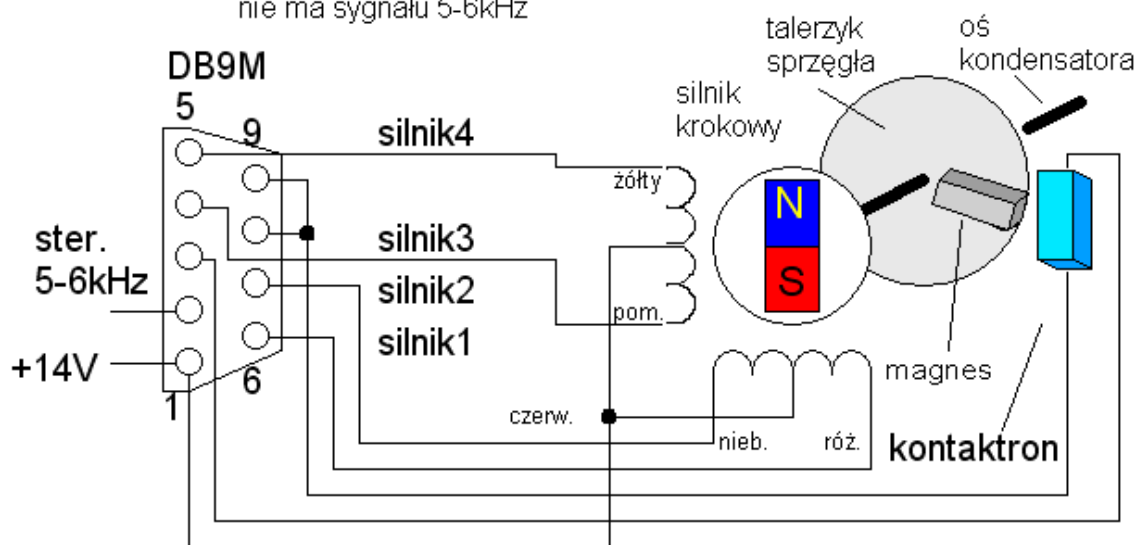 nie ma sygnału 5-6kHz
DB9M
5
9
silnik4
talerzyk
sprzęgła
oś
kondensatora
silnik
krokowy
żółty
N
S
ster.
5-6kHz
silnik3
silnik2
silnik1
pom.
+14V
6
1
magnes
czerw.
nieb.
róż.
kontaktron